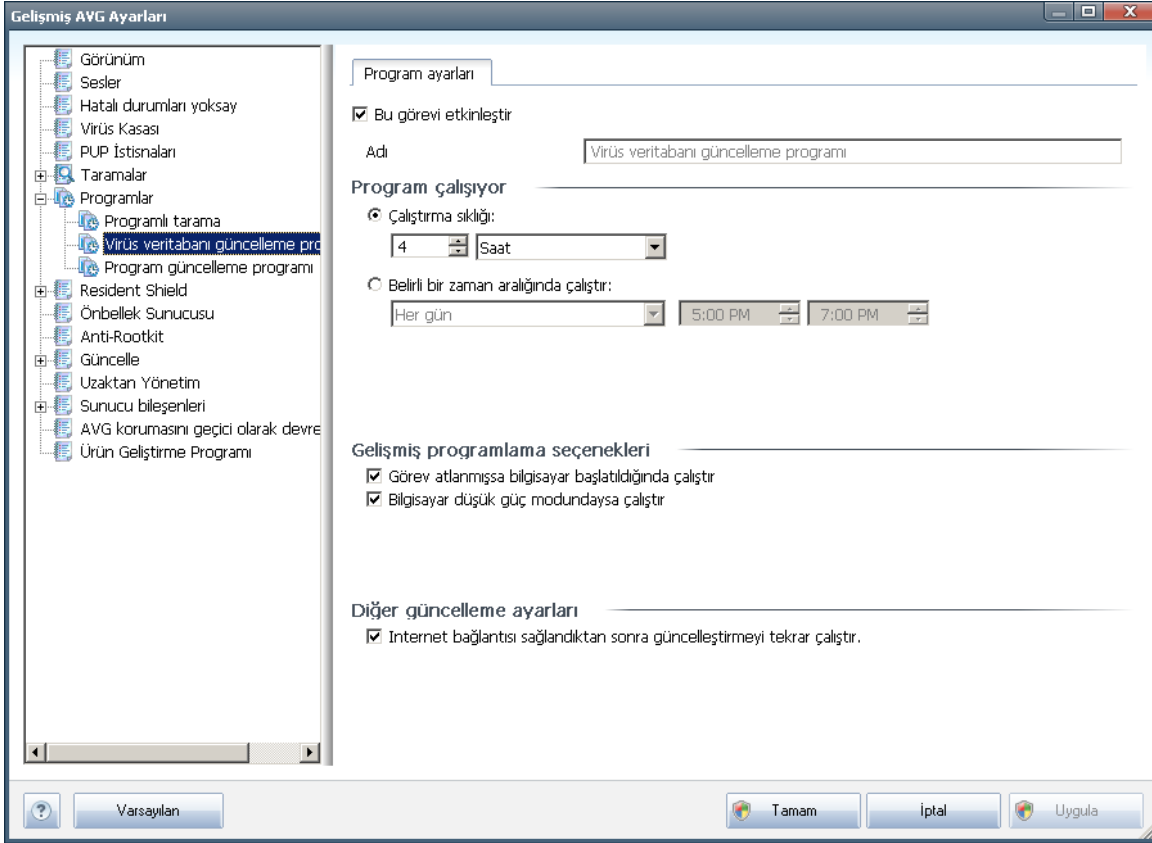 Gelişmiş AVG Ayarları
Görünüm
Sesler
Hatalı durumları yoksay
Virüs Kasası
PUP İstisnaları
Taramalar
Programlar
Programlı tarama
Virüs veritabanı güncelleme pro
Program güncelleme programı
Resident Shield
Önbellek Sunucusu
Anti-Rootkit
Güncelle
Uzaktan Yönetim
Sunucu bileşenleri
AVG korumasını geçici olarak devre
Ürün Geliştirme Programı
Program ayarları
Bu görevi etkinleştir
Adı Virüs veritabanı güncelleme programı
Program çalışıyor
Çalıştırma sıklığı:
4 Saat
Belirli bir zaman aralığında çalıştır:
Her gün 5:00 PM 7:00 PM
Gelişmiş programlama seçenekleri
Görev atlanmışsa bilgisayar başlatıldığında çalıştır
Bilgisayar düşük güç modundaysa çalıştır
Diğer güncelleme ayarları
Internet bağlantısı sağlandıktan sonra güncelleştirmeyi tekrar çalıştır.
? Varsayılan Tamam İptal Uygula